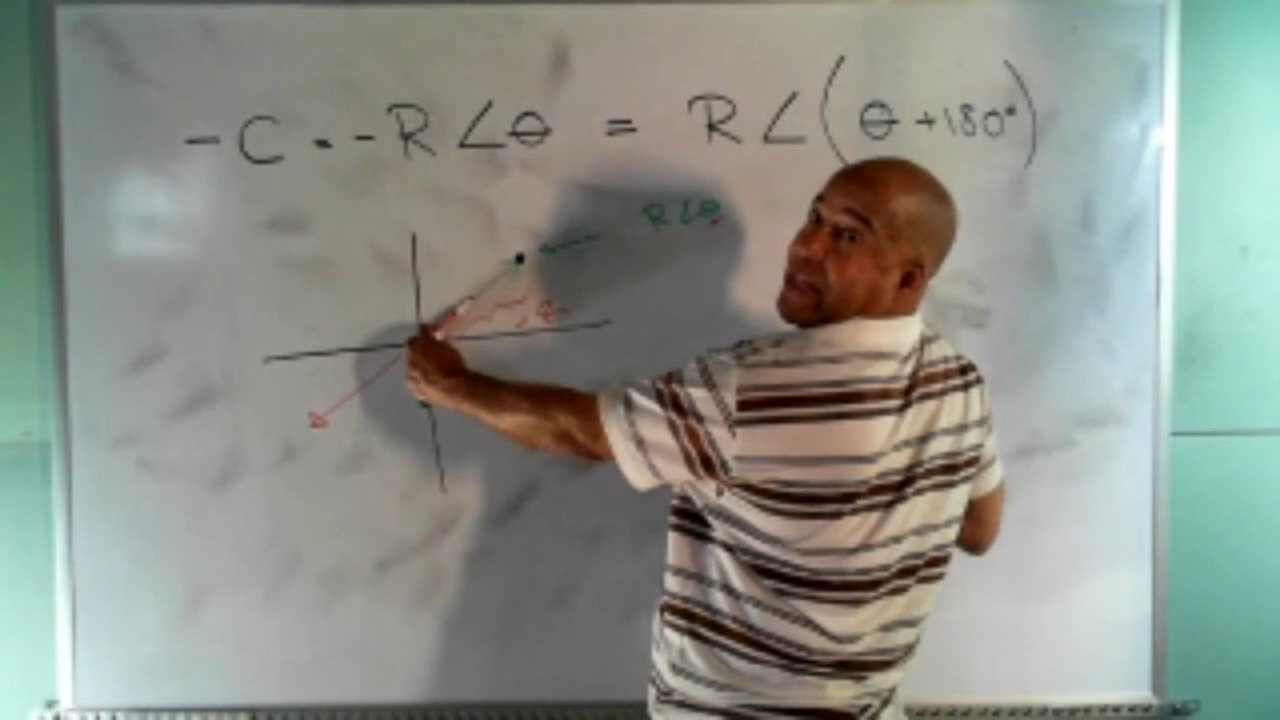 -C = -R∠θ = R∠(θ+180°)
R∠θ
θ